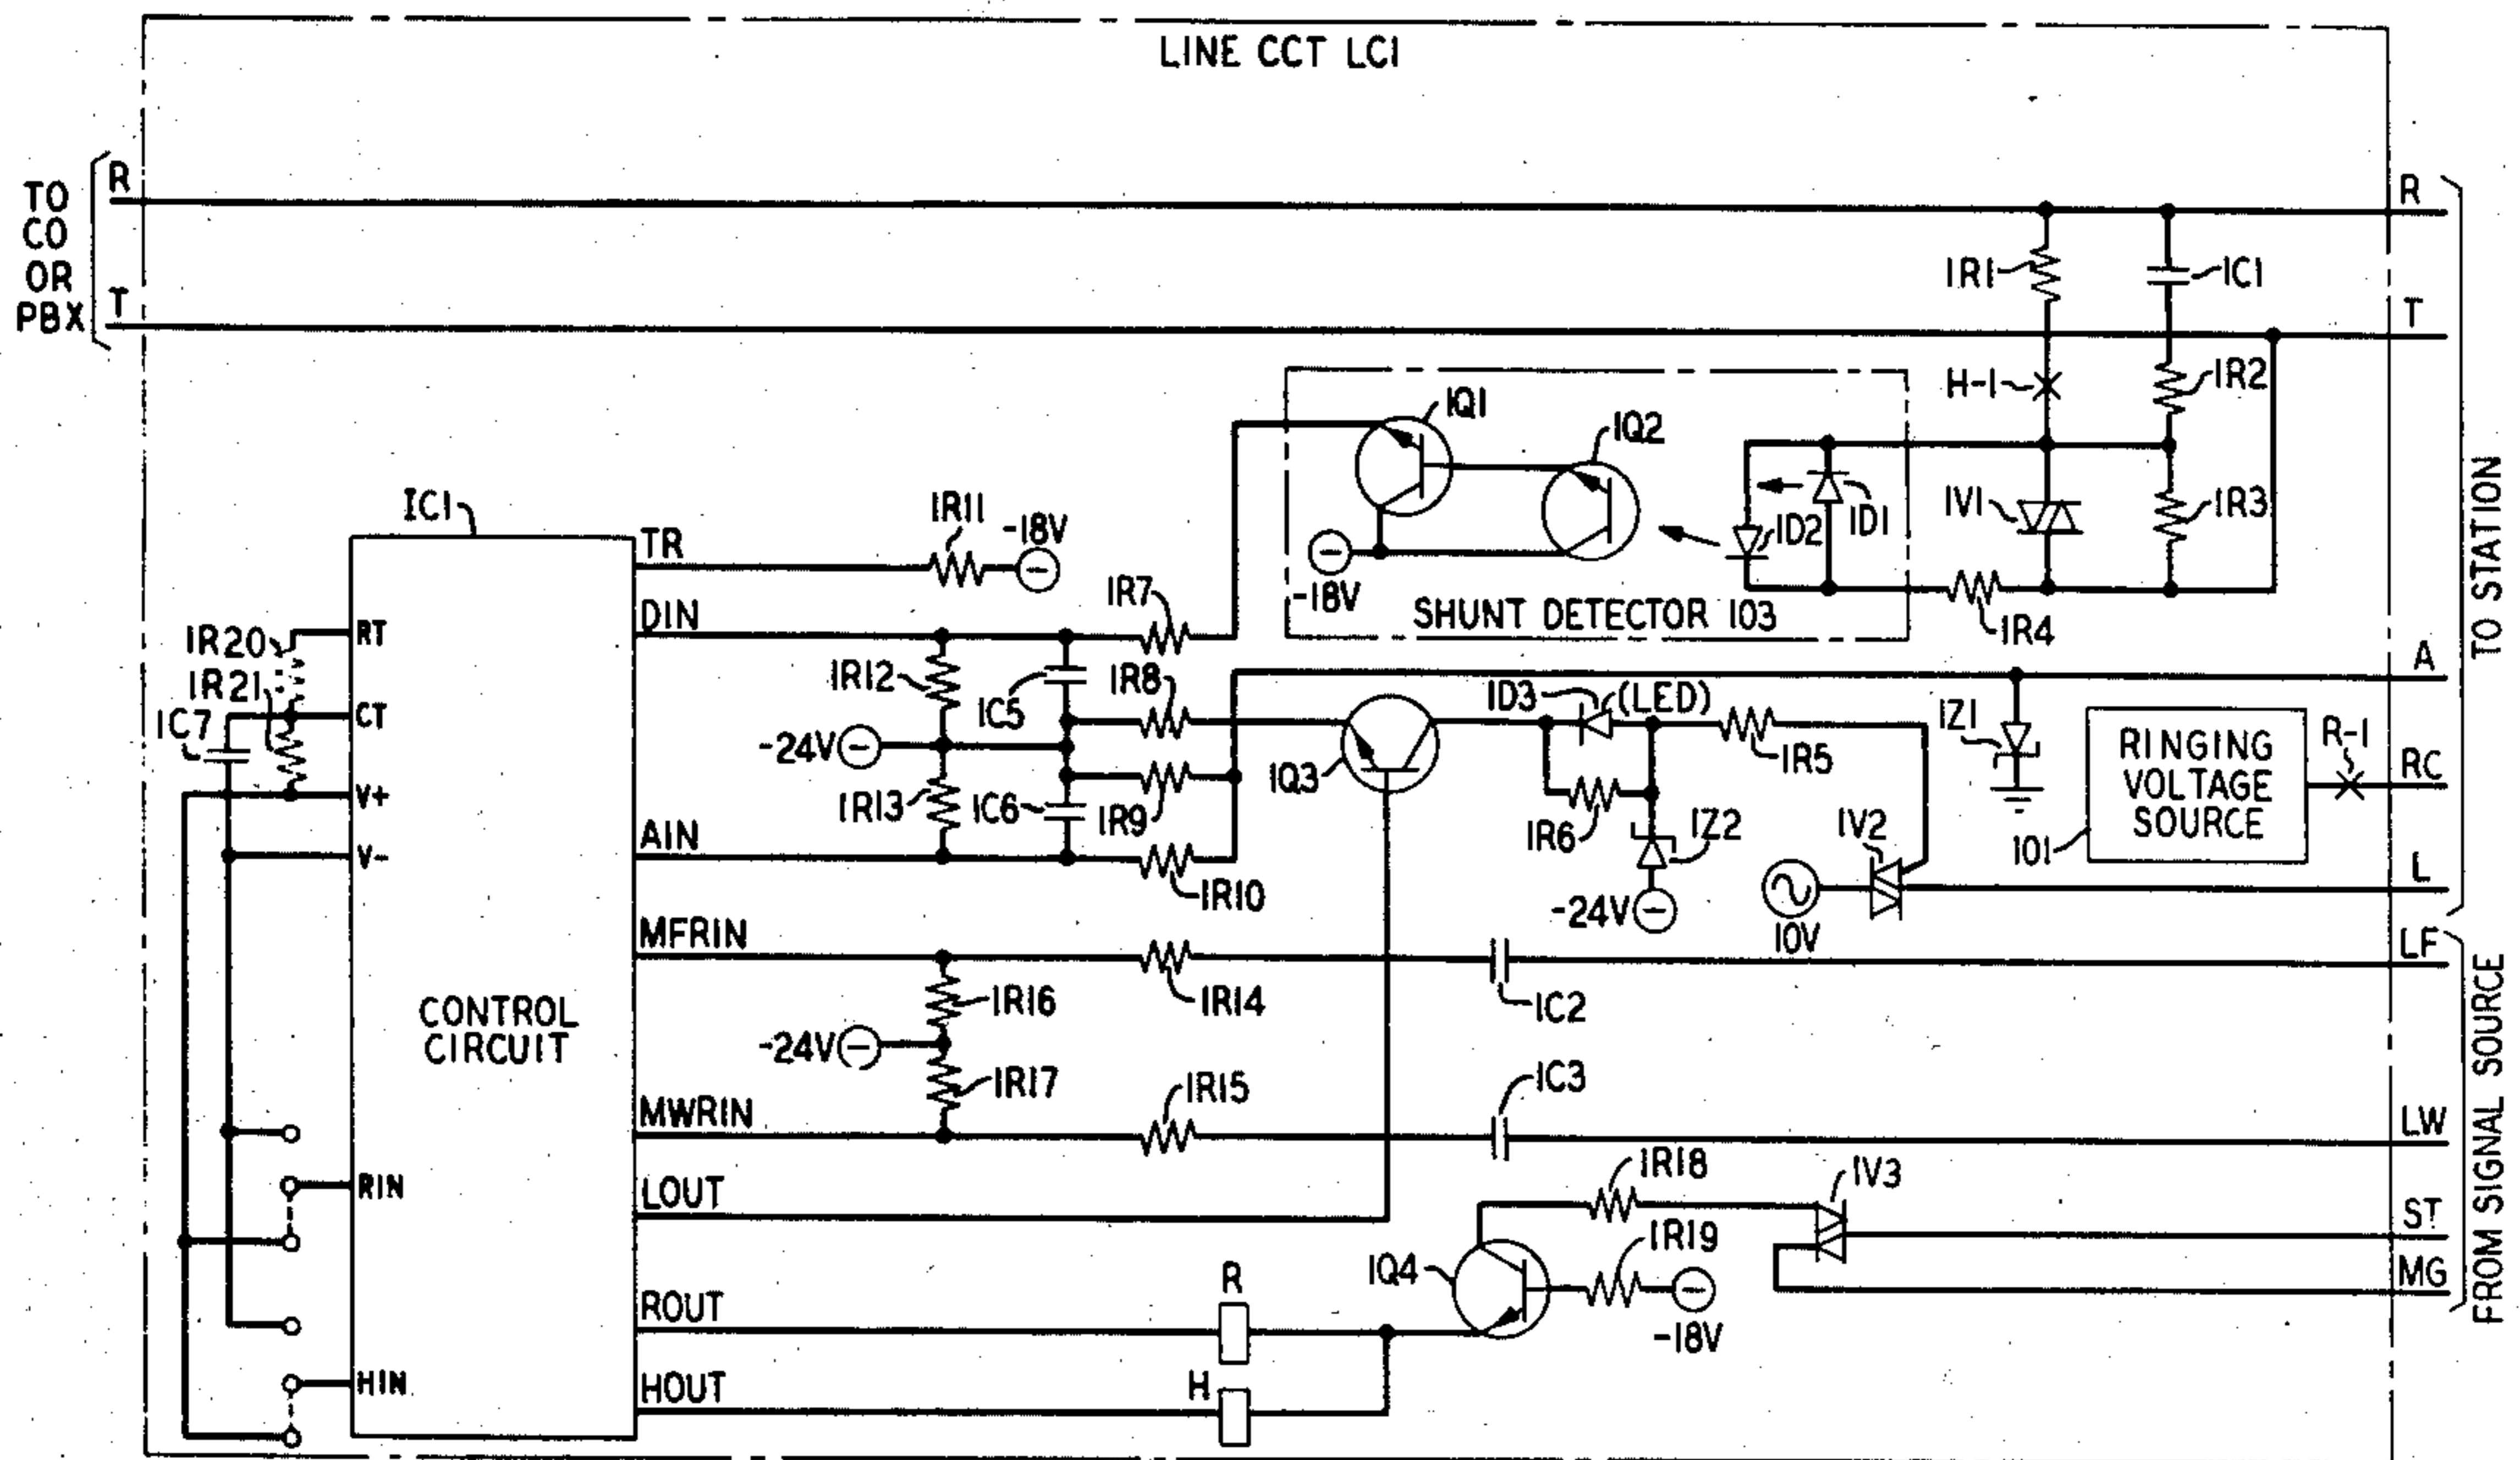 LINE CCT LC1
TO
CO
OR
PBX
R
T
R
T
1R1
1C1
H-1
1R2
1Q1
1Q2
1D2
1D1
1V1
1R3
-18V
SHUNT DETECTOR 103
1R4
TO STATION
IC1
TR
1R11
-18V
DIN
1R7
RT
1R20
1R21
CT
1C7
V+
V-
1R12
1C5
1R8
-24V
1R13
1C6
1R9
AIN
1R10
1Q3
1D3
(LED)
1R5
1R6
1Z2
-24V
1V2
10V
A
1Z1
RINGING
VOLTAGE
SOURCE
101
R-1
RC
L
MFRIN
1R16
1R14
1C2
LF
CONTROL
CIRCUIT
-24V
1R17
MWRIN
1R15
1C3
LW
RIN
LOUT
1R18
1V3
ST
1R19
1Q4
MG
ROUT
R
-18V
HIN
HOUT
H
FROM SIGNAL SOURCE